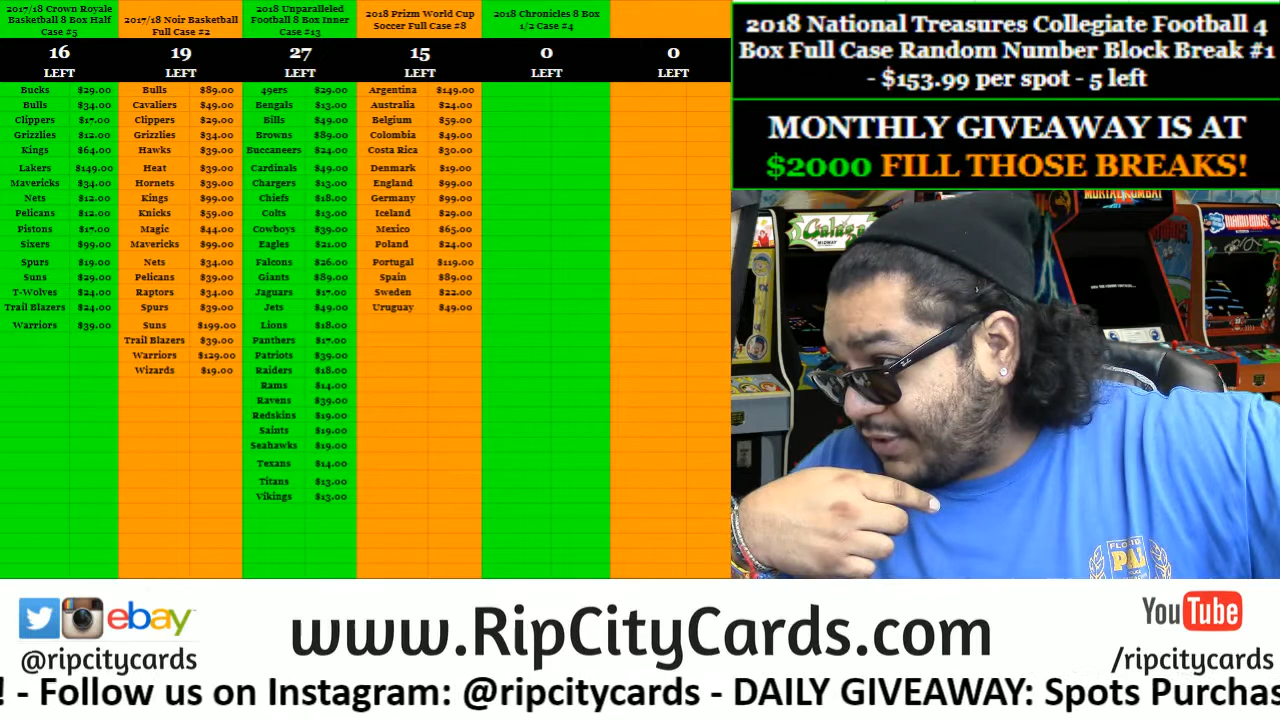 2017/18 Crown Royale
Basketball 8 Box Half
Case #5
16
LEFT
Bucks $29.00
Bulls $34.00
Clippers $17.00
Grizzlies $12.00
Kings $64.00
Lakers $149.00
Mavericks $34.00
Nets $12.00
Pelicans $12.00
Pistons $17.00
Sixers $99.00
Spurs $19.00
Suns $29.00
T-Wolves $24.00
Trail Blazers $24.00
Warriors $39.00
2017/18 Noir Basketball
Full Case #2
19
LEFT
Bulls $89.00
Cavaliers $49.00
Clippers $29.00
Grizzlies $34.00
Hawks $39.00
Heat $39.00
Hornets $39.00
Kings $99.00
Knicks $59.00
Magic $44.00
Mavericks $99.00
Nets $34.00
Pelicans $39.00
Raptors $34.00
Spurs $39.00
Suns $199.00
Trail Blazers $39.00
Warriors $129.00
Wizards $19.00
2018 Unparalleled
Football 8 Box Inner
Case #13
27
LEFT
49ers $29.00
Bengals $13.00
Bills $49.00
Browns $89.00
Buccaneers $24.00
Cardinals $49.00
Chargers $13.00
Chiefs $18.00
Colts $13.00
Cowboys $39.00
Eagles $21.00
Falcons $26.00
Giants $89.00
Jaguars $17.00
Jets $49.00
Lions $18.00
Panthers $17.00
Patriots $39.00
Raiders $18.00
Rams $14.00
Ravens $39.00
Redskins $19.00
Saints $19.00
Seahawks $19.00
Texans $14.00
Titans $13.00
Vikings $13.00
2018 Prizm World Cup
Soccer Full Case #8
15
LEFT
Argentina $149.00
Australia $24.00
Belgium $59.00
Colombia $49.00
Costa Rica $30.00
Denmark $19.00
England $99.00
Germany $99.00
Iceland $29.00
Mexico $65.00
Poland $24.00
Portugal $119.00
Spain $89.00
Sweden $22.00
Uruguay $49.00
2018 Chronicles 8 Box
1/2 Case #4
0
LEFT
0
LEFT
2018 National Treasures Collegiate Football 4
Box Full Case Random Number Block Break #1
- $153.99 per spot - 5 left
MONTHLY GIVEAWAY IS AT
$2000 FILL THOSE BREAKS!
Galaga
MIDWAY
MORTAL KOMBAT
MARIO BROS.
PAL
ebay
@ripcitycards
www.RipCityCards.com
YouTube
/ripcitycards
! - Follow us on Instagram: @ripcitycards - DAILY GIVEAWAY: Spots Purchas